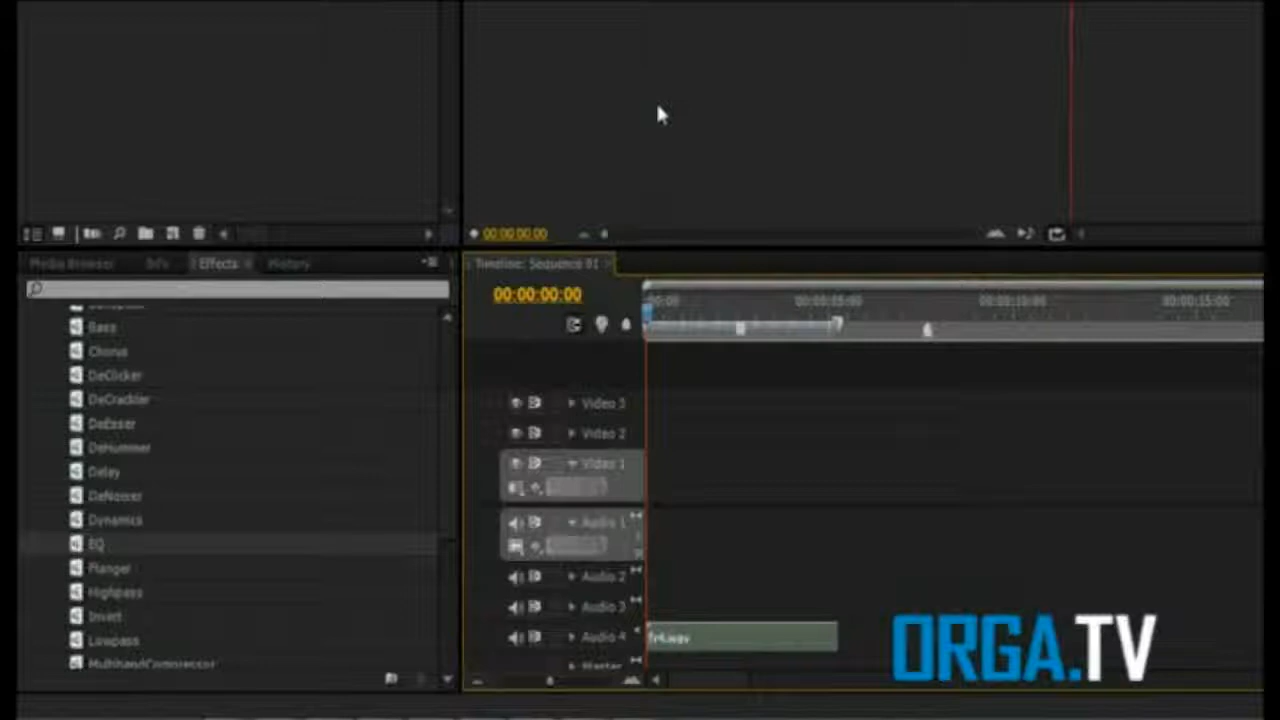 00:00:00:00
Media Browser Info Effects × History
Timeline: Sequence 01 ×
00:00:00:00
00:00 00:00:05:00 00:00:10:00 00:00:15:00
Bass
Chorus
DeClicker
DeCrackler
DeEsser
DeHummer
Delay
DeNoiser
Dynamics
EQ
Flanger
Highpass
Invert
Lowpass
MultibandCompressor
Video 3
Video 2
Video 1
Audio 1
Audio 2
Audio 3
Audio 4
Master
ORGA.TV